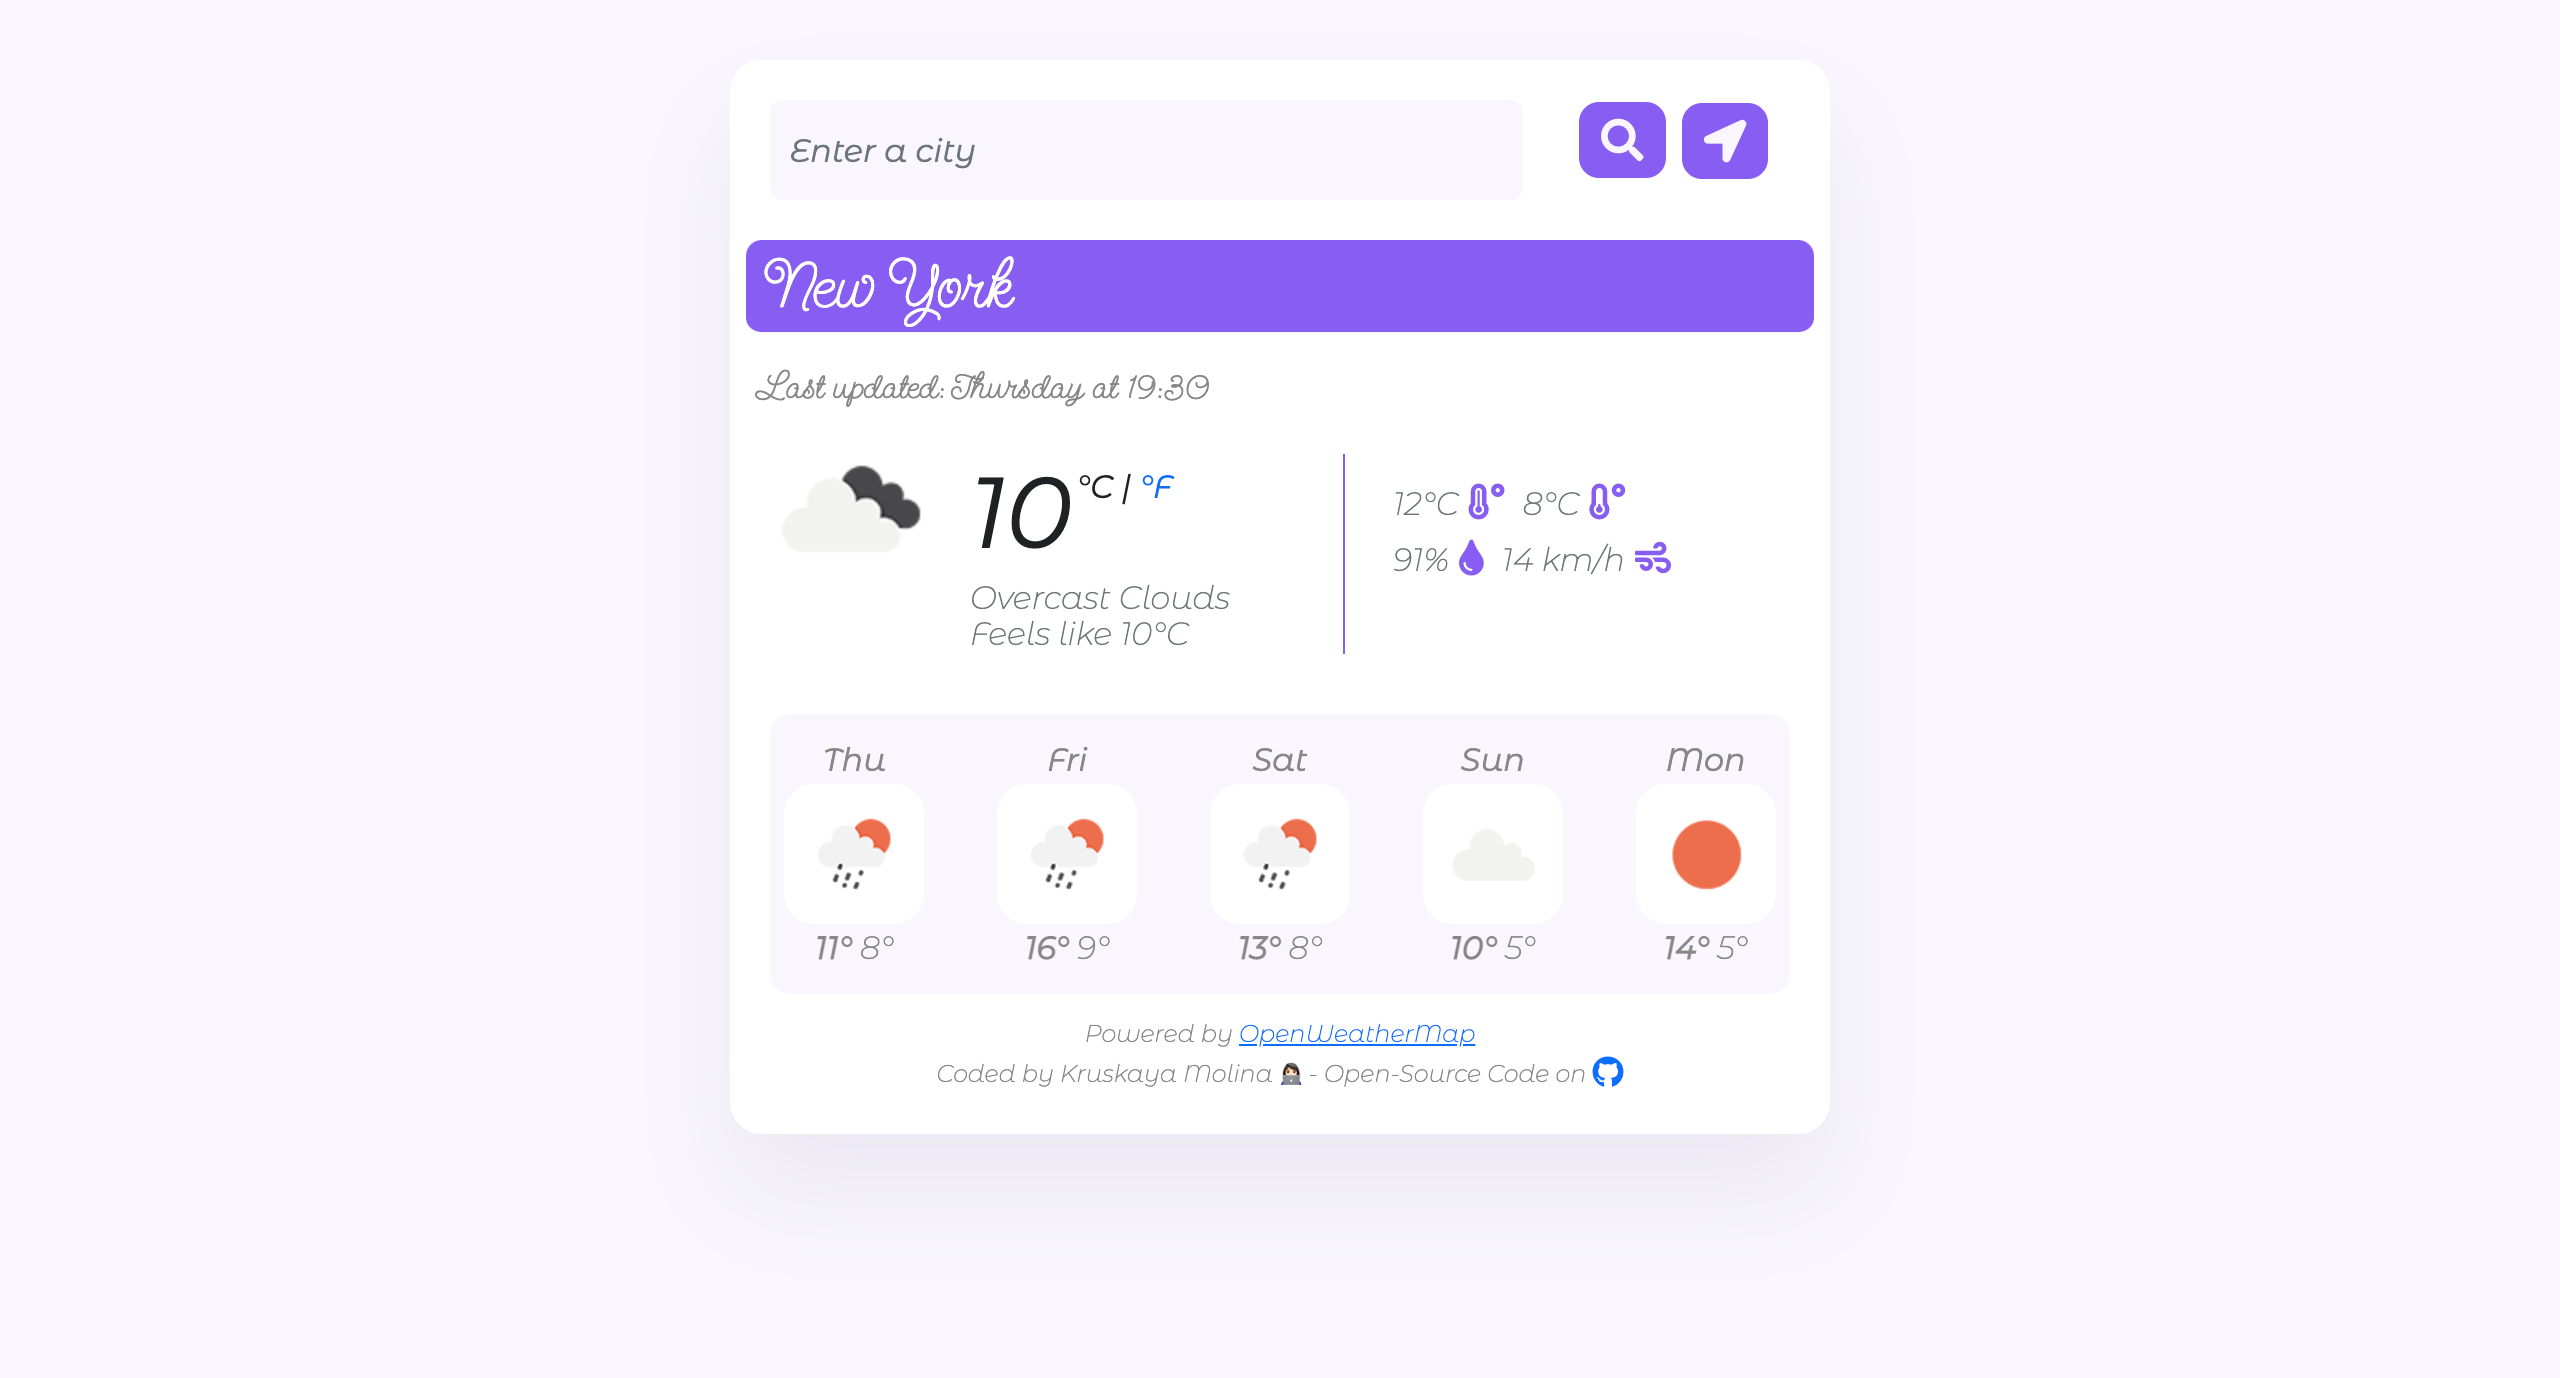 Enter a city
New York
Last updated: Thursday at 19:30
10 °C | °F
Overcast Clouds
Feels like 10°C
12°C 8°C
91% 14 km/h
Thu Fri Sat Sun Mon
11° 8° 16° 9° 13° 8° 10° 5° 14° 5°
Powered by OpenWeatherMap
Coded by Kruskaya Molina 👩🏻‍💻 - Open-Source Code on